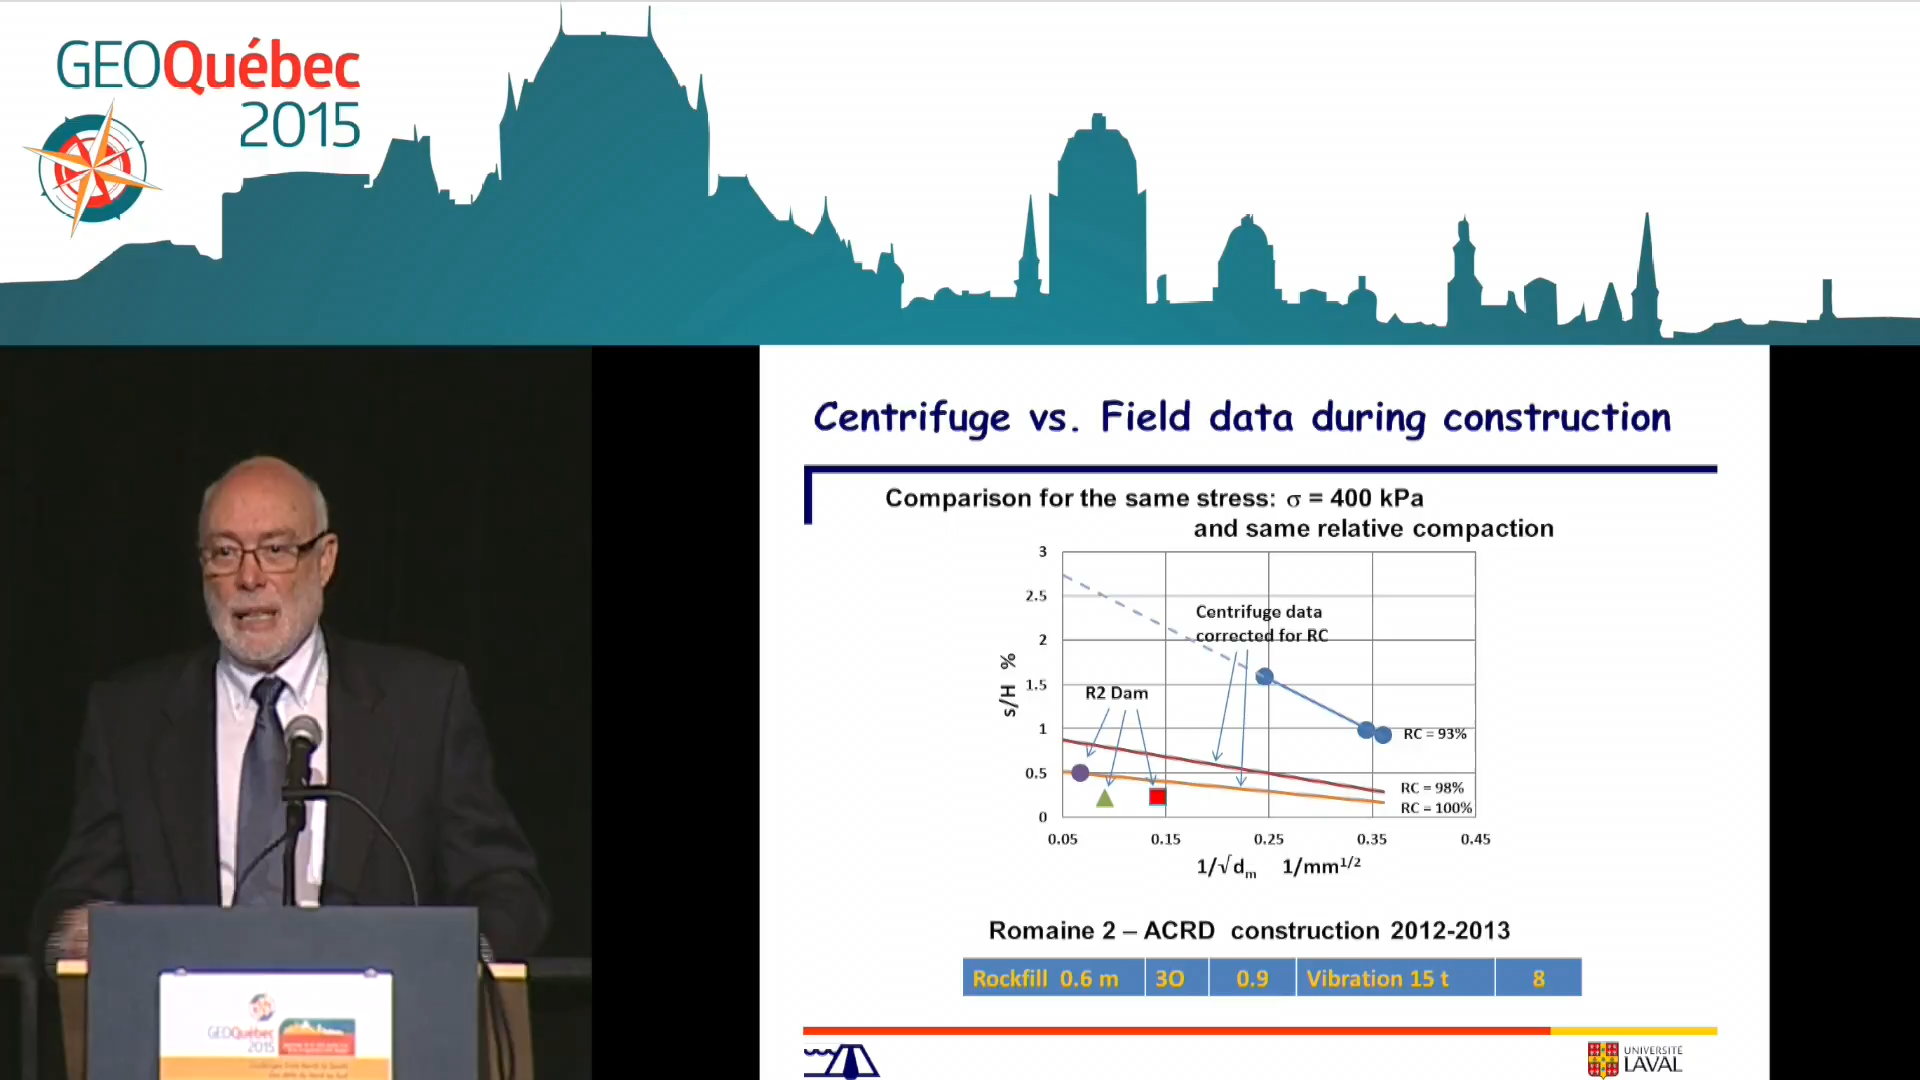 GEOQuébec
2015
Centrifuge vs. Field data during construction
Comparison for the same stress: σ = 400 kPa
and same relative compaction
3
2.5
2
1.5
1
0.5
0
s/H %
Centrifuge data
corrected for RC
R2 Dam
RC = 93%
RC = 98%
RC = 100%
0.05 0.15 0.25 0.35 0.45
1/√dm 1/mm1/2
Romaine 2 – ACRD construction 2012-2013
Rockfill 0.6 m 3O 0.9 Vibration 15 t 8
UNIVERSITÉ
LAVAL
GEOQuébec
2015